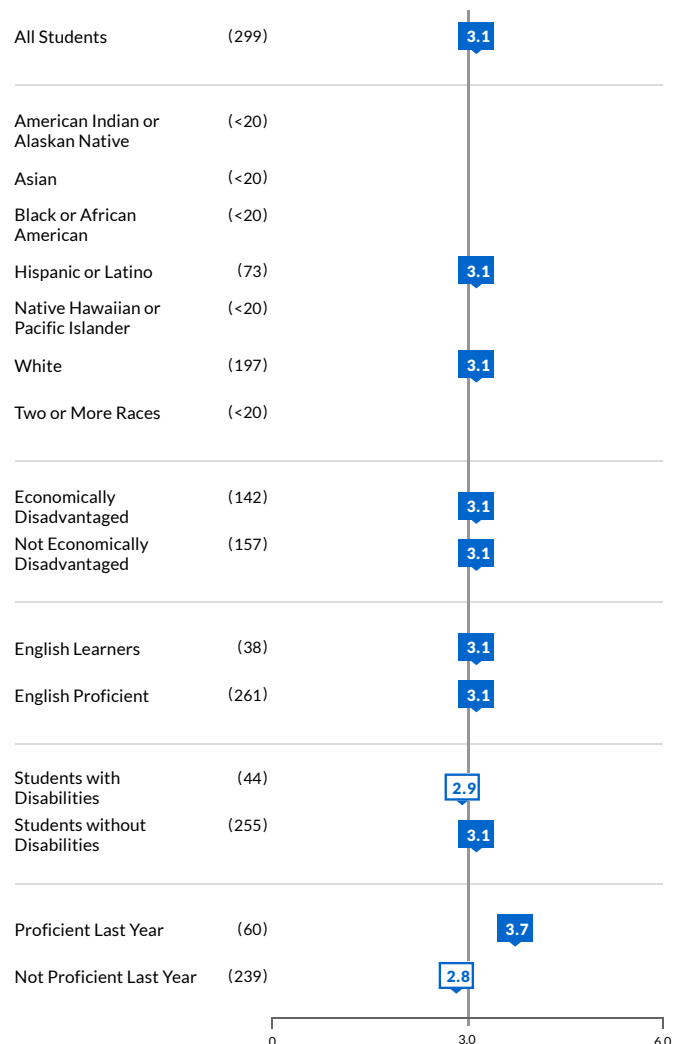 All Students (299) 3.1
American Indian or (<20)
Alaskan Native
Asian (<20)
Black or African (<20)
American
Hispanic or Latino (73) 3.1
Native Hawaiian or (<20)
Pacific Islander
White (197) 3.1
Two or More Races (<20)
Economically (142) 3.1
Disadvantaged
Not Economically (157) 3.1
Disadvantaged
English Learners (38) 3.1
English Proficient (261) 3.1
Students with (44) 2.9
Disabilities
Students without (255) 3.1
Disabilities
Proficient Last Year (60) 3.7
Not Proficient Last Year (239) 2.8
0 3.0 6.0